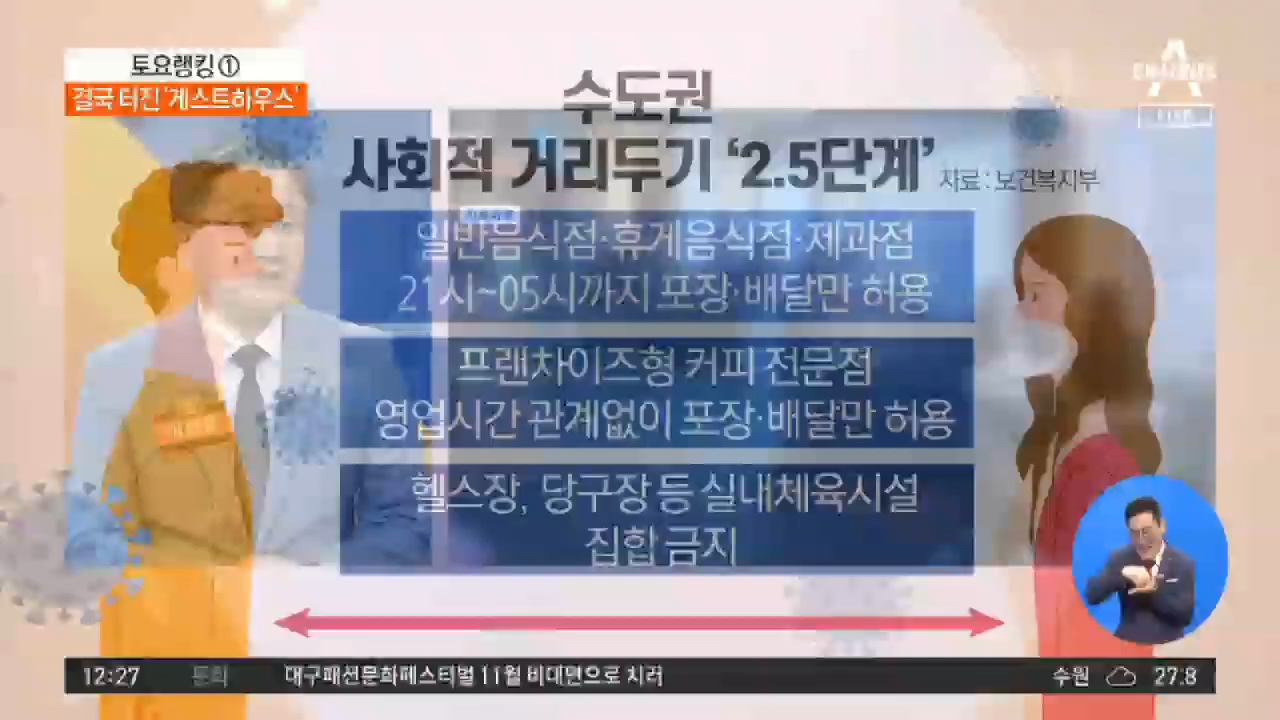 토요랭킹 ①
결국 터진 '게스트하우스'
CHANNEL A
LIVE
수도권
사회적 거리두기 '2.5단계'
자료 : 보건복지부
일반음식점·휴게음식점·제과점
21시~05시까지 포장·배달만 허용
프랜차이즈형 커피 전문점
영업시간 관계없이 포장·배달만 허용
헬스장, 당구장 등 실내체육시설
집합 금지
12:27 문화 대구패션문화페스티벌 11월 비대면으로 치러 수원 27.8